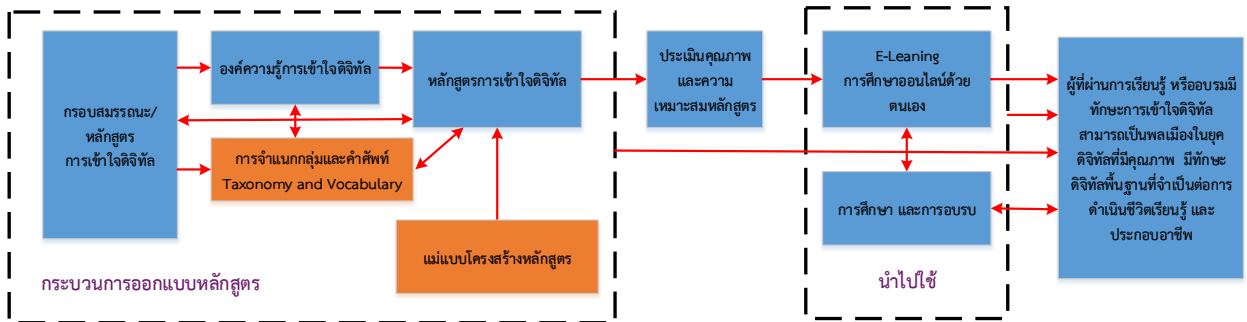 กรอบสมรรถนะ/
หลักสูตร
การเข้าใจดิจิทัล
องค์ความรู้การเข้าใจดิจิทัล
การจำแนกกลุ่มและคำศัพท์
Taxonomy and Vocabulary
หลักสูตรการเข้าใจดิจิทัล
แม่แบบโครงสร้างหลักสูตร
กระบวนการออกแบบหลักสูตร
ประเมินคุณภาพ
และความ
เหมาะสมหลักสูตร
E-Leaning
การศึกษาออนไลน์ด้วย
ตนเอง
การศึกษา และการอบรบ
นำไปใช้
ผู้ที่ผ่านการเรียนรู้ หรืออบรมมี
ทักษะการเข้าใจดิจิทัล
สามารถเป็นพลเมืองในยุค
ดิจิทัลที่มีคุณภาพ มีทักษะ
ดิจิทัลพื้นฐานที่จำเป็นต่อการ
ดำเนินชีวิตเรียนรู้ และ
ประกอบอาชีพ